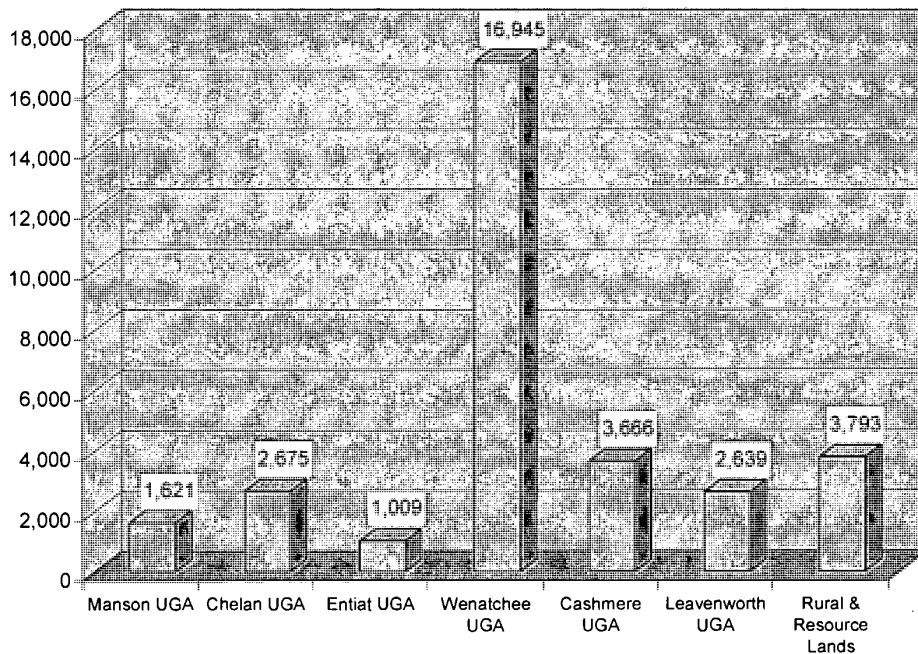 18,000
16,000
14,000
12,000
10,000
8,000
6,000
4,000
2,000
0
1,621
2,675
1,009
16,945
3,666
2,639
3,793
Manson UGA
Chelan UGA
Entiat UGA
Wenatchee
UGA
Cashmere
UGA
Leavenworth
UGA
Rural &
Resource
Lands